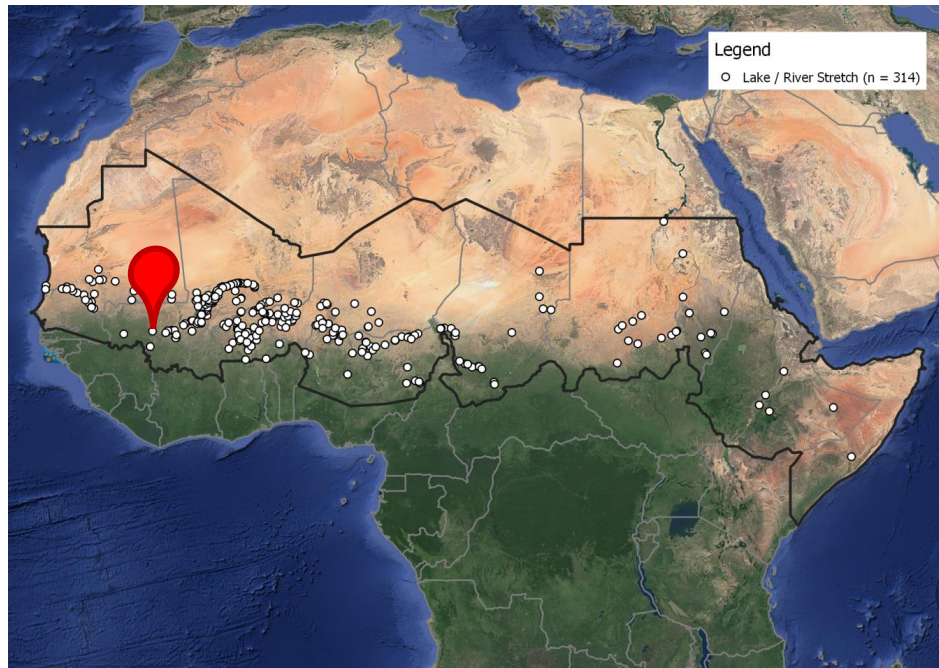 Legend
Lake / River Stretch (n = 314)